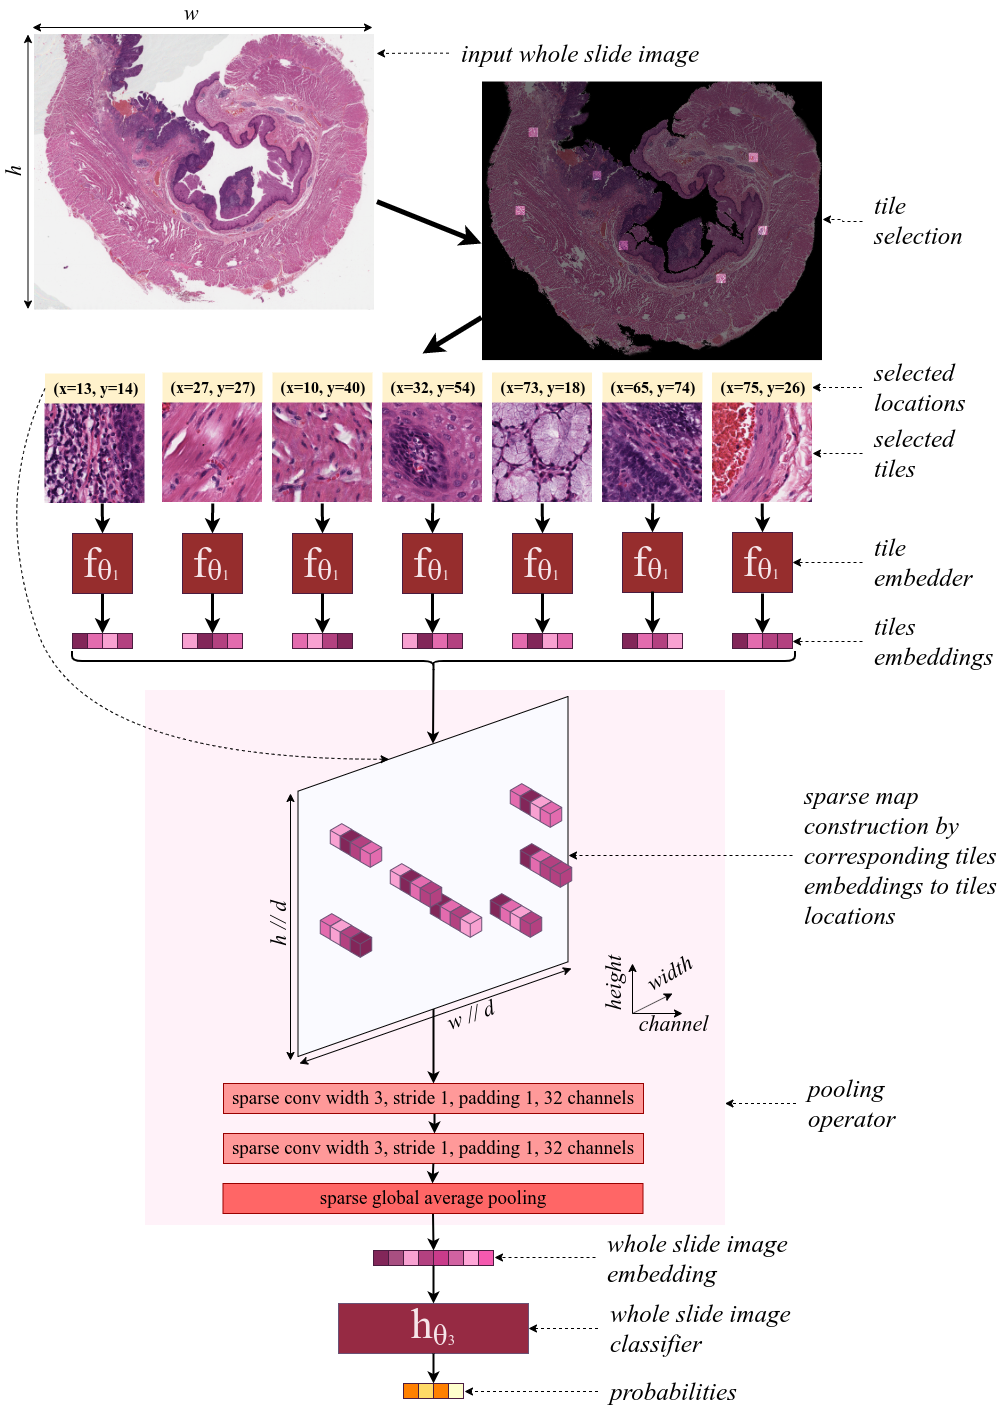 w
input whole slide image
h
tile
selection
(x=13, y=14) (x=27, y=27) (x=10, y=40) (x=32, y=54) (x=73, y=18) (x=65, y=74) (x=75, y=26)
selected
locations
selected
tiles
fθ1 fθ1 fθ1 fθ1 fθ1 fθ1 fθ1
tile
embedder
tiles
embeddings
sparse map
construction by
corresponding tiles
embeddings to tiles
locations
h // d
w // d
height
width
channel
sparse conv width 3, stride 1, padding 1, 32 channels
pooling
operator
sparse conv width 3, stride 1, padding 1, 32 channels
sparse global average pooling
whole slide image
embedding
hθ3
whole slide image
classifier
probabilities